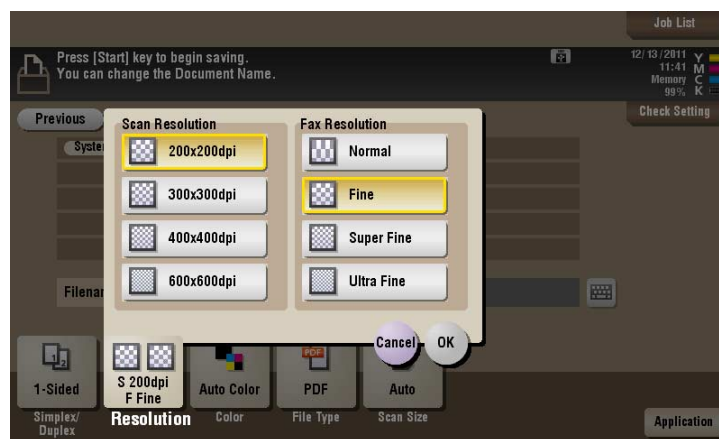 Job List
Press [Start] key to begin saving.
You can change the Document Name.
12/13/2011
11:41
Memory
99%
Y
M
C
K
Previous
Check Setting
Scan Resolution
Fax Resolution
200x200dpi
Normal
300x300dpi
Fine
400x400dpi
Super Fine
600x600dpi
Ultra Fine
Cancel
OK
1-Sided
S 200dpi
F Fine
Auto Color
PDF
PDF
Auto
Simplex/
Duplex
Resolution
Color
File Type
Scan Size
Application